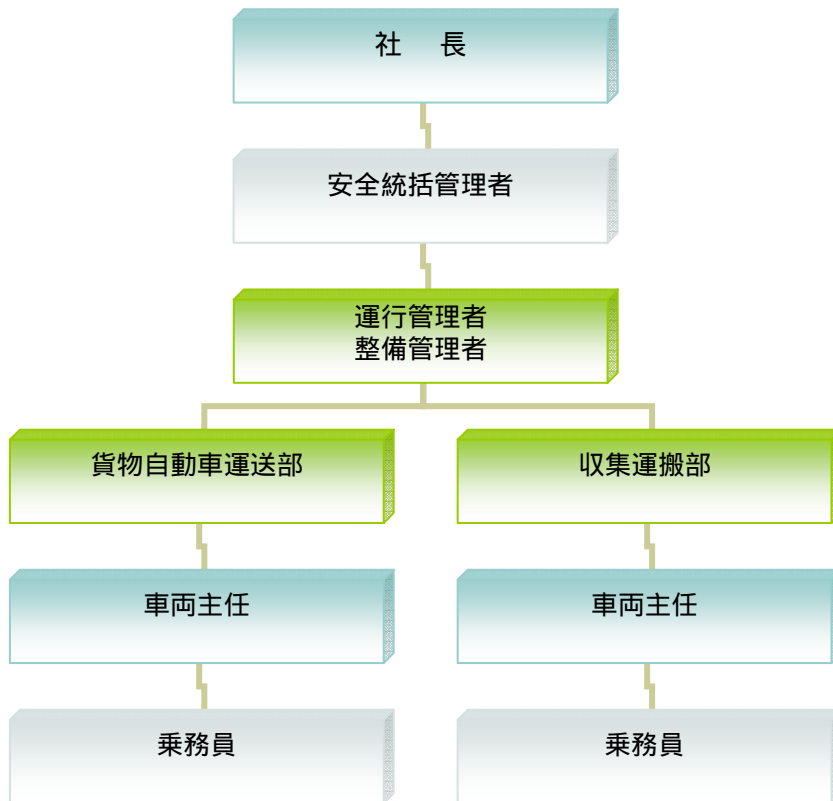 社　長
安全統括管理者
運行管理者
整備管理者
貨物自動車運送部
収集運搬部
車両主任
車両主任
乗務員
乗務員